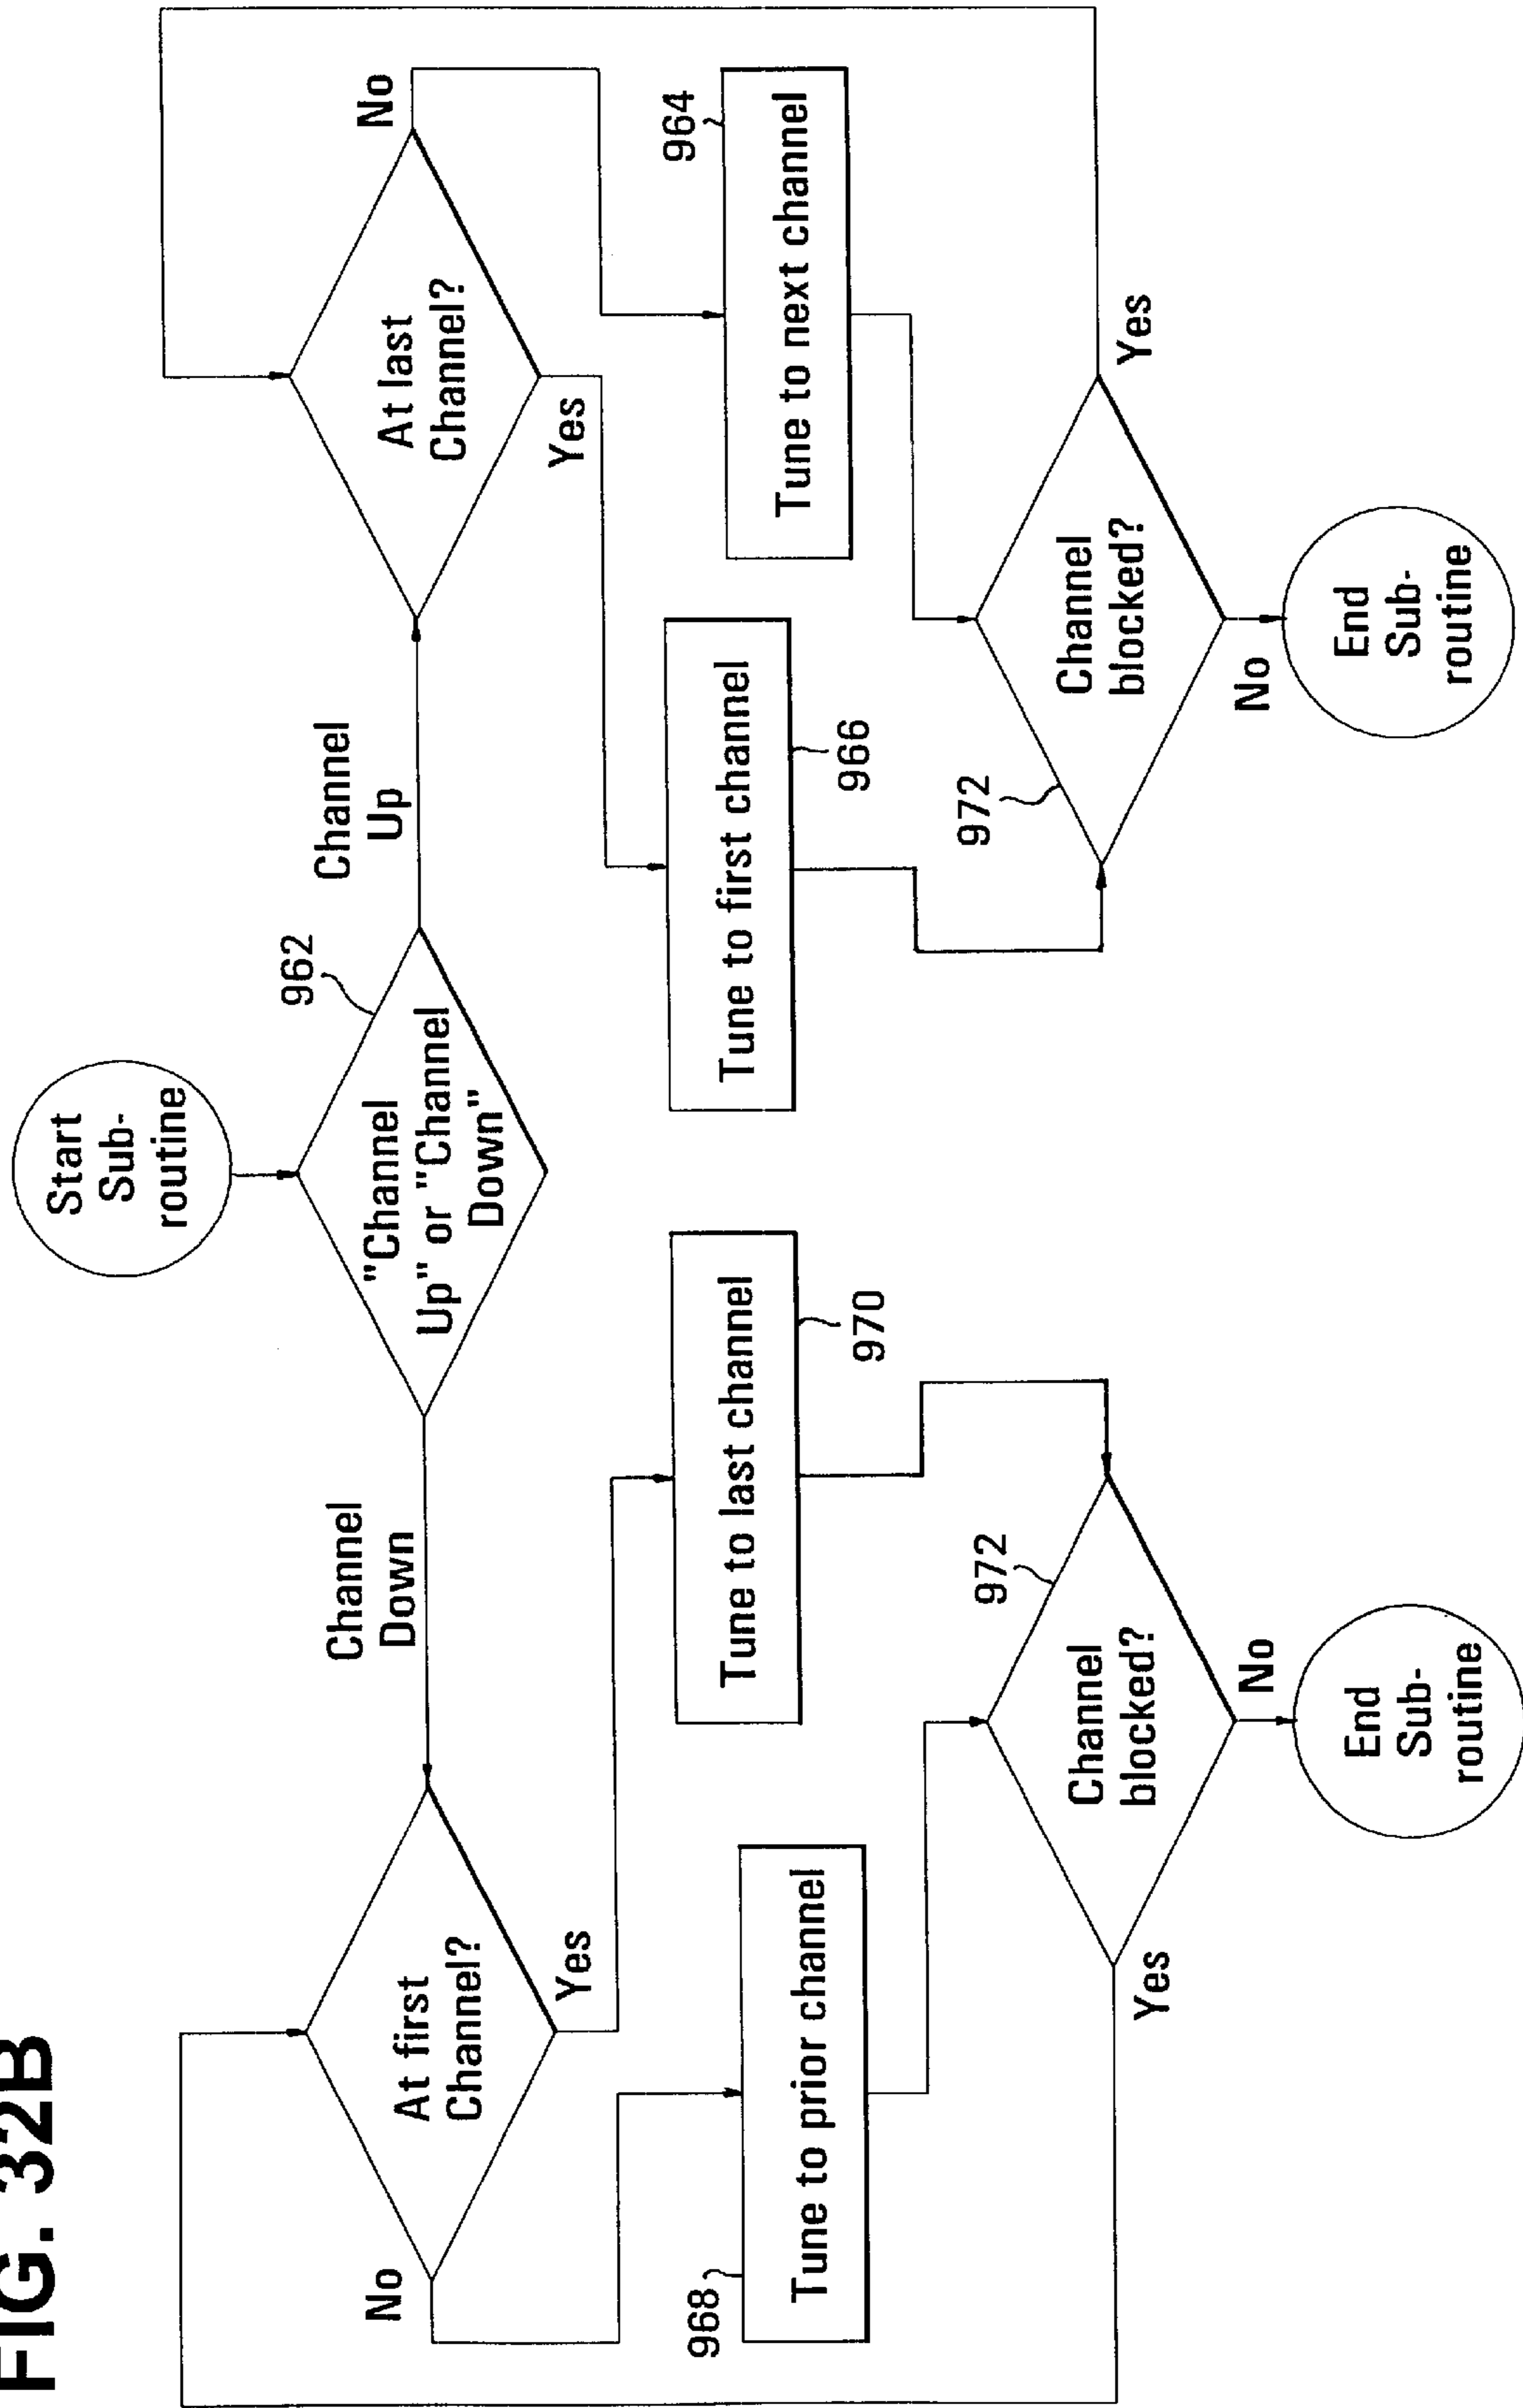 FIG. 32B
Start
Sub-
routine
962
"Channel
Up" or "Channel
Down"
Channel
Down
Channel
Up
At first
Channel?
No
Yes
At last
Channel?
No
Yes
968
Tune to prior channel
Tune to last channel
970
Tune to first channel
966
964
Tune to next channel
972
Channel
blocked?
Yes
No
End
Sub-
routine
972
Channel
blocked?
Yes
No
End
Sub-
routine